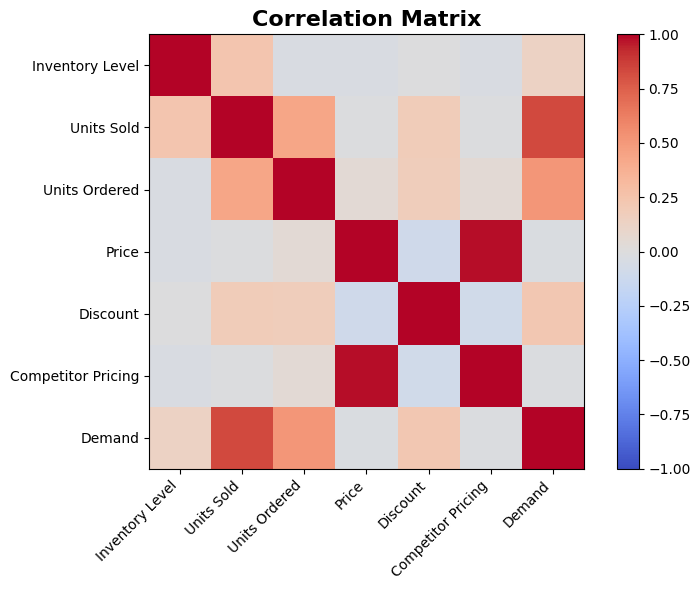 Correlation Matrix
Inventory Level
Units Sold
Units Ordered
Price
Discount
Competitor Pricing
Demand
Inventory Level
Units Sold
Units Ordered
Price
Discount
Competitor Pricing
Demand
1.00
0.75
0.50
0.25
0.00
−0.25
−0.50
−0.75
−1.00